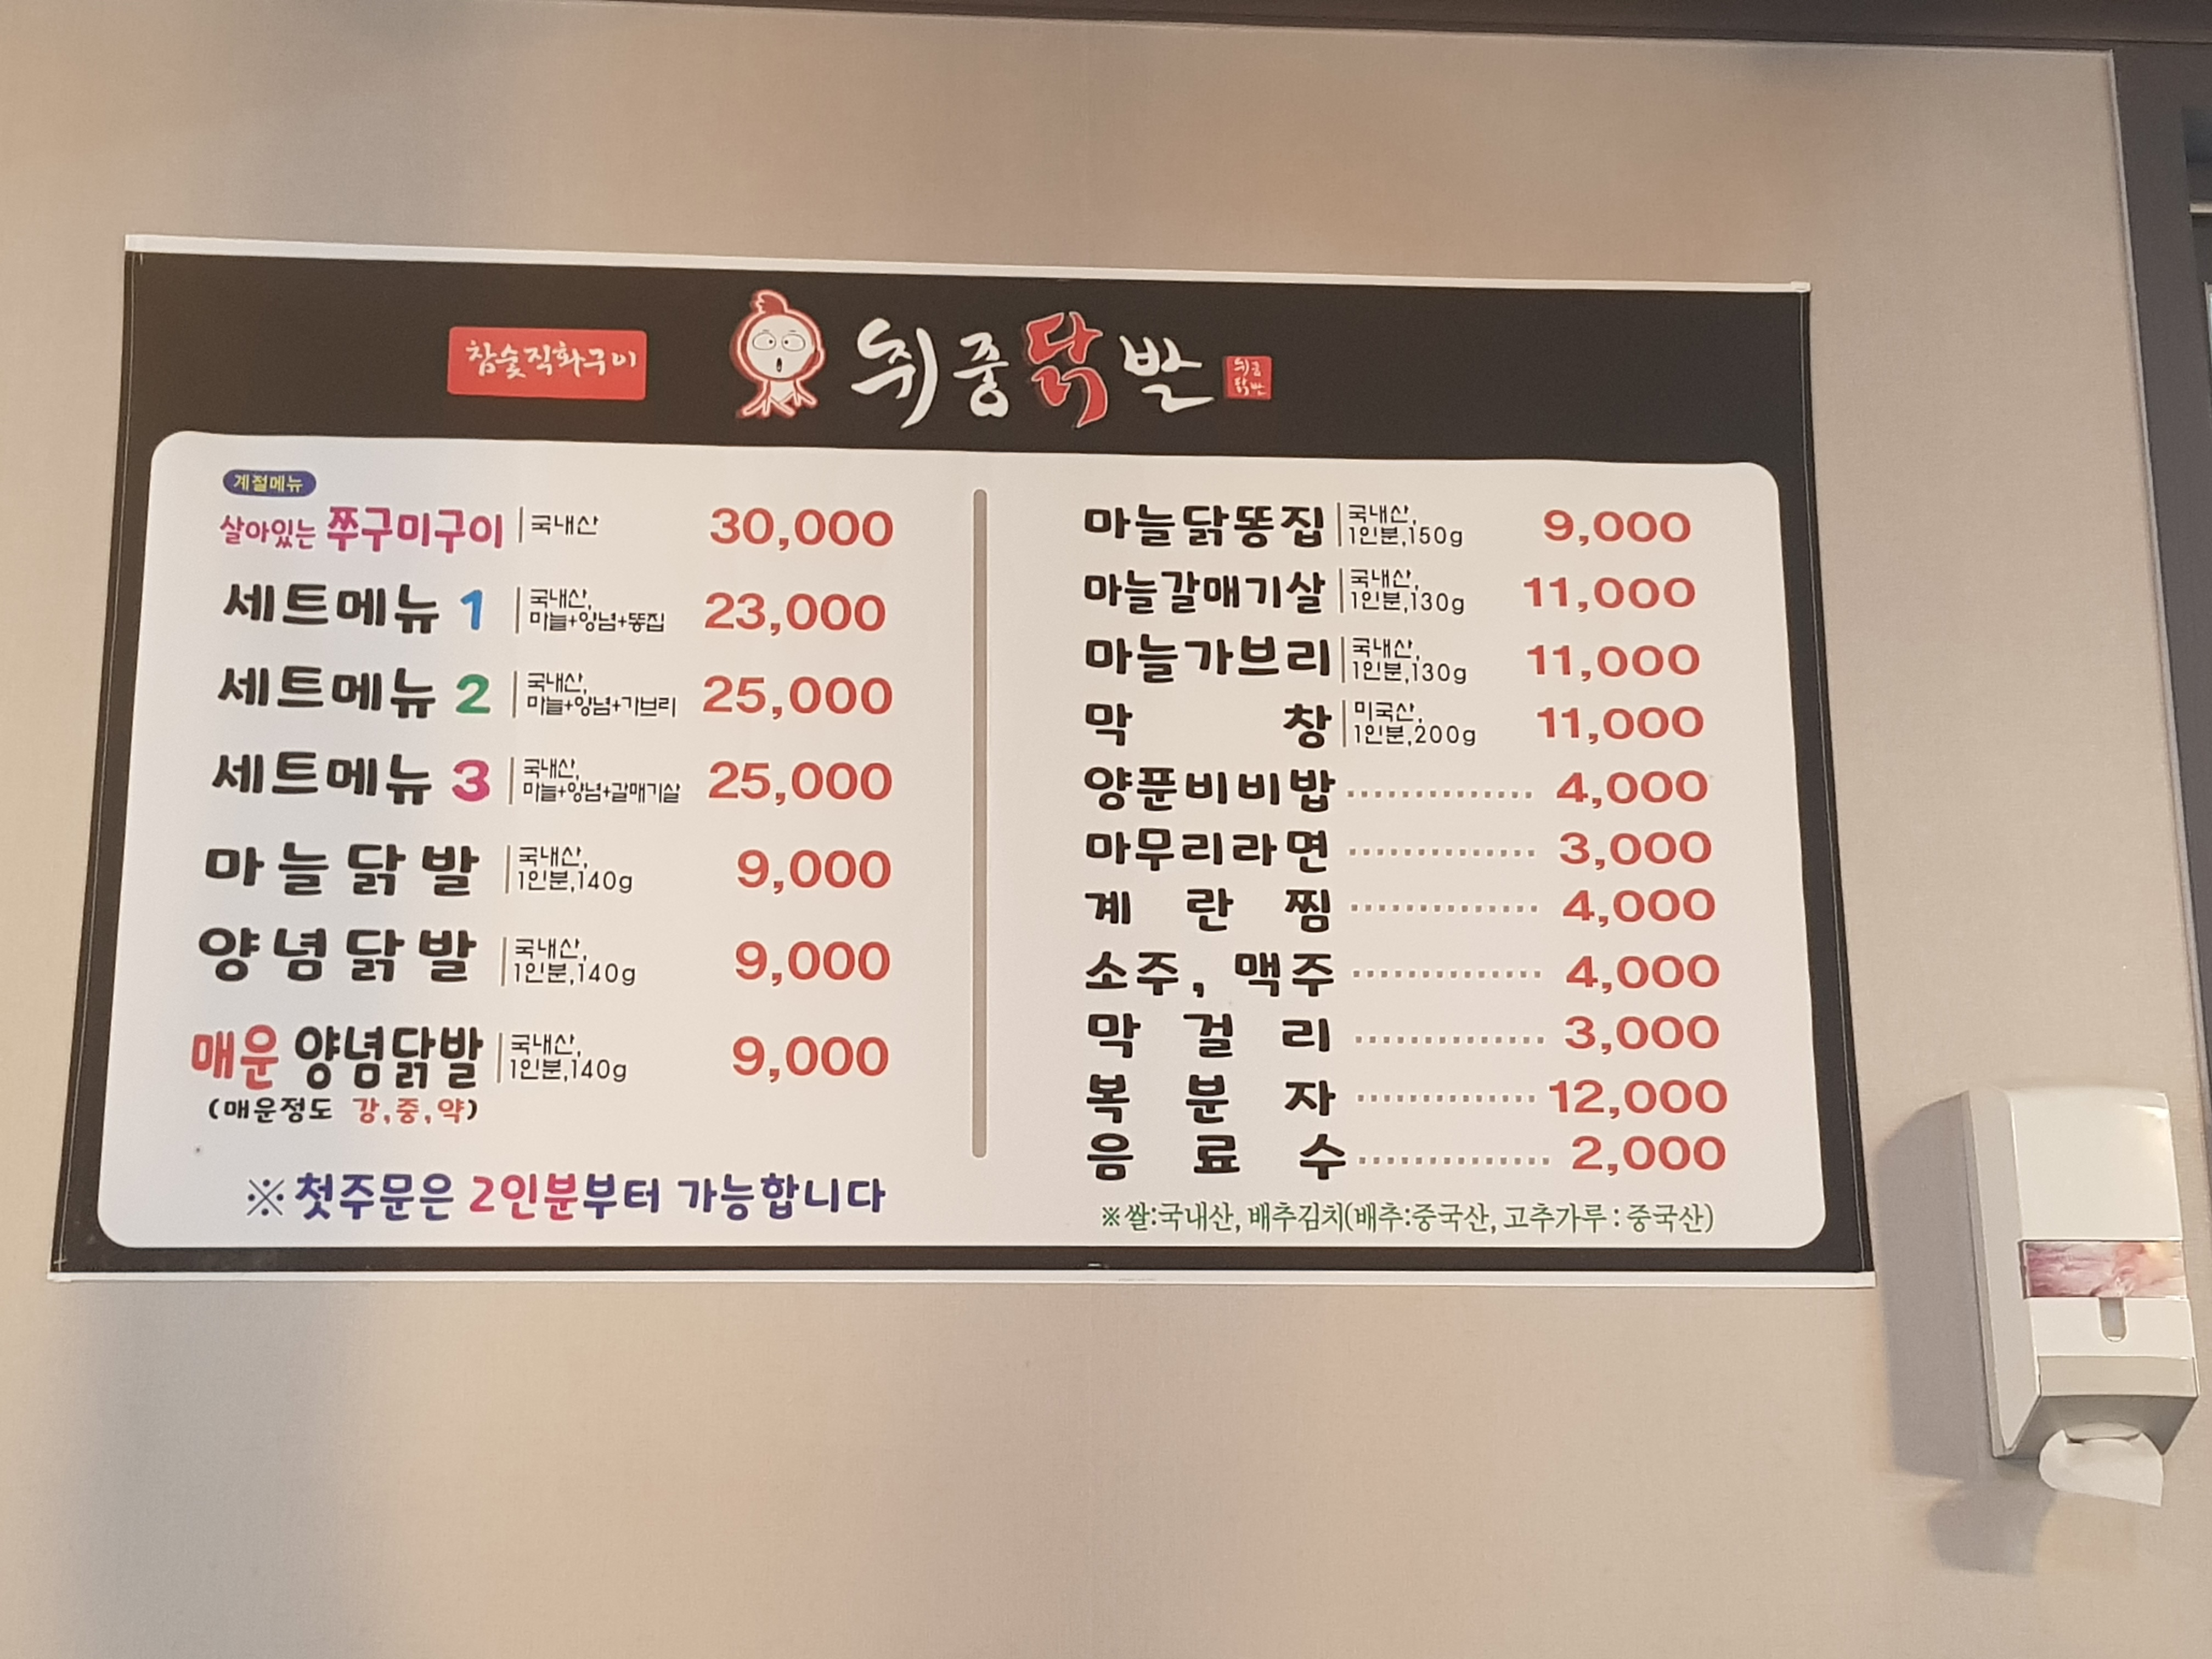 참숯직화구이
취중닭발
취중
닭발
계절메뉴
살아있는 쭈구미구이 국내산 30,000
세트메뉴 1 국내산, 마늘+양념+똥집 23,000
세트메뉴 2 국내산, 마늘+양념+가브리 25,000
세트메뉴 3 국내산, 마늘+양념+갈매기살 25,000
마늘닭발 국내산, 1인분,140g 9,000
양념닭발 국내산, 1인분,140g 9,000
매운 양념닭발 국내산, 1인분,140g 9,000
(매운정도 강,중,약)
※첫주문은 2인분부터 가능합니다
마늘닭똥집 국내산, 1인분,150g 9,000
마늘갈매기살 국내산, 1인분,130g 11,000
마늘가브리 국내산, 1인분,130g 11,000
막창 미국산, 1인분,200g 11,000
양푼비비밥 4,000
마무리라면 3,000
계란찜 4,000
소주, 맥주 4,000
막걸리 3,000
복분자 12,000
음료수 2,000
※쌀:국내산, 배추김치(배추:중국산, 고추가루 : 중국산)